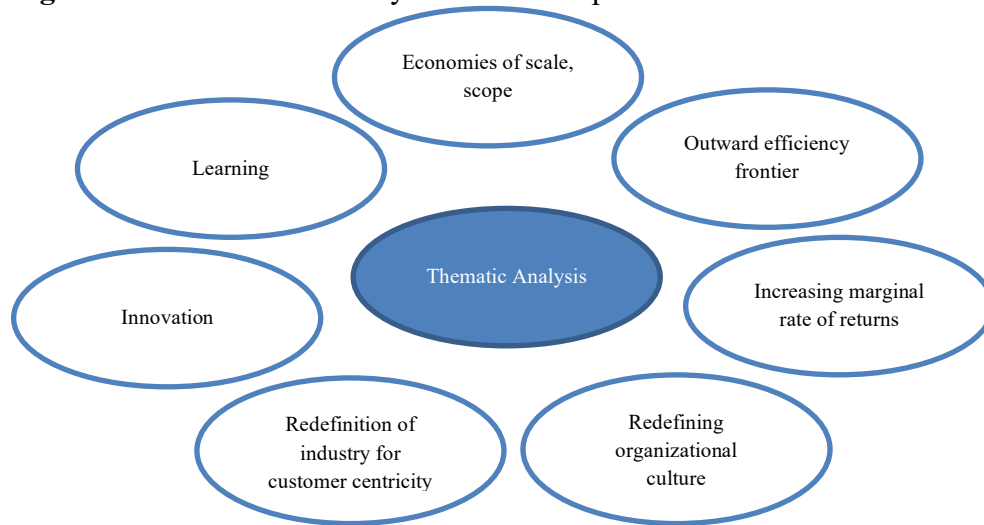 Economies of scale,
scope
Outward efficiency
frontier
Learning
Thematic Analysis
Increasing marginal
rate of returns
Innovation
Redefinition of
industry for
customer centricity
Redefining
organizational
culture